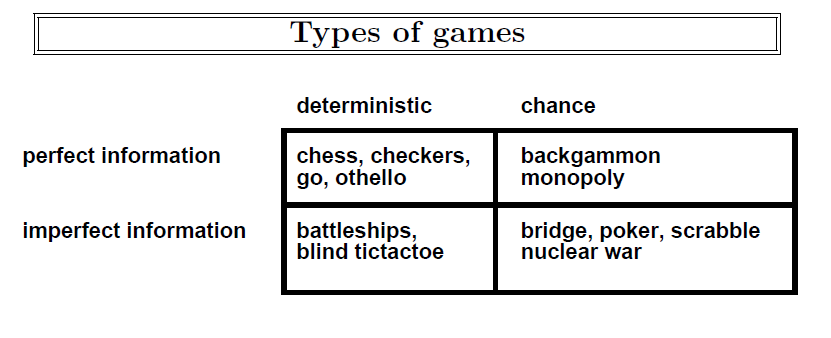 Types of games
deterministic chance
perfect information chess, checkers, backgammon
go, othello monopoly
imperfect information battleships, bridge, poker, scrabble
blind tictactoe nuclear war